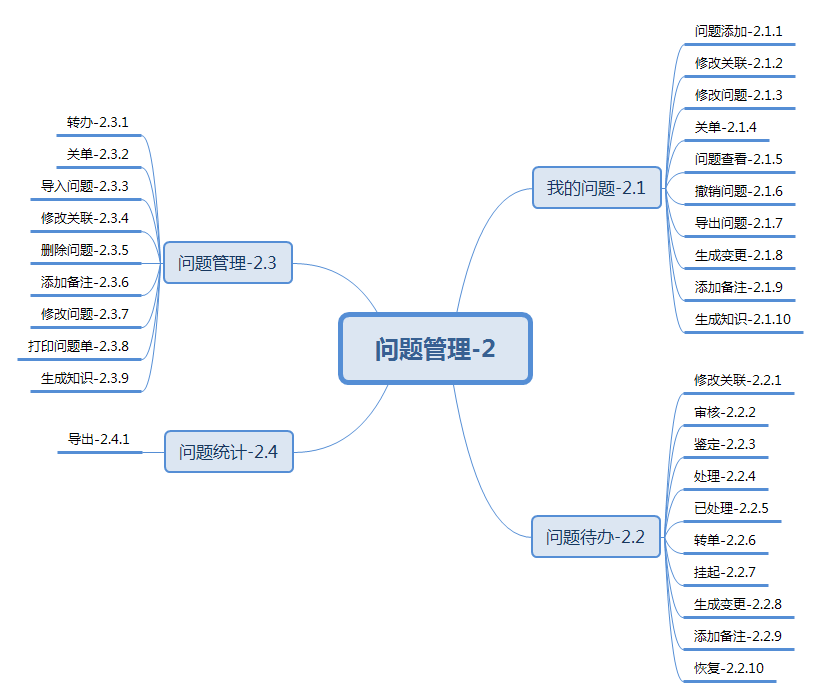 问题管理-2
我的问题-2.1
问题添加-2.1.1
修改关联-2.1.2
修改问题-2.1.3
关单-2.1.4
问题查看-2.1.5
撤销问题-2.1.6
导出问题-2.1.7
生成变更-2.1.8
添加备注-2.1.9
生成知识-2.1.10
问题待办-2.2
修改关联-2.2.1
审核-2.2.2
鉴定-2.2.3
处理-2.2.4
已处理-2.2.5
转单-2.2.6
挂起-2.2.7
生成变更-2.2.8
添加备注-2.2.9
恢复-2.2.10
问题管理-2.3
转办-2.3.1
关单-2.3.2
导入问题-2.3.3
修改关联-2.3.4
删除问题-2.3.5
添加备注-2.3.6
修改问题-2.3.7
打印问题单-2.3.8
生成知识-2.3.9
问题统计-2.4
导出-2.4.1